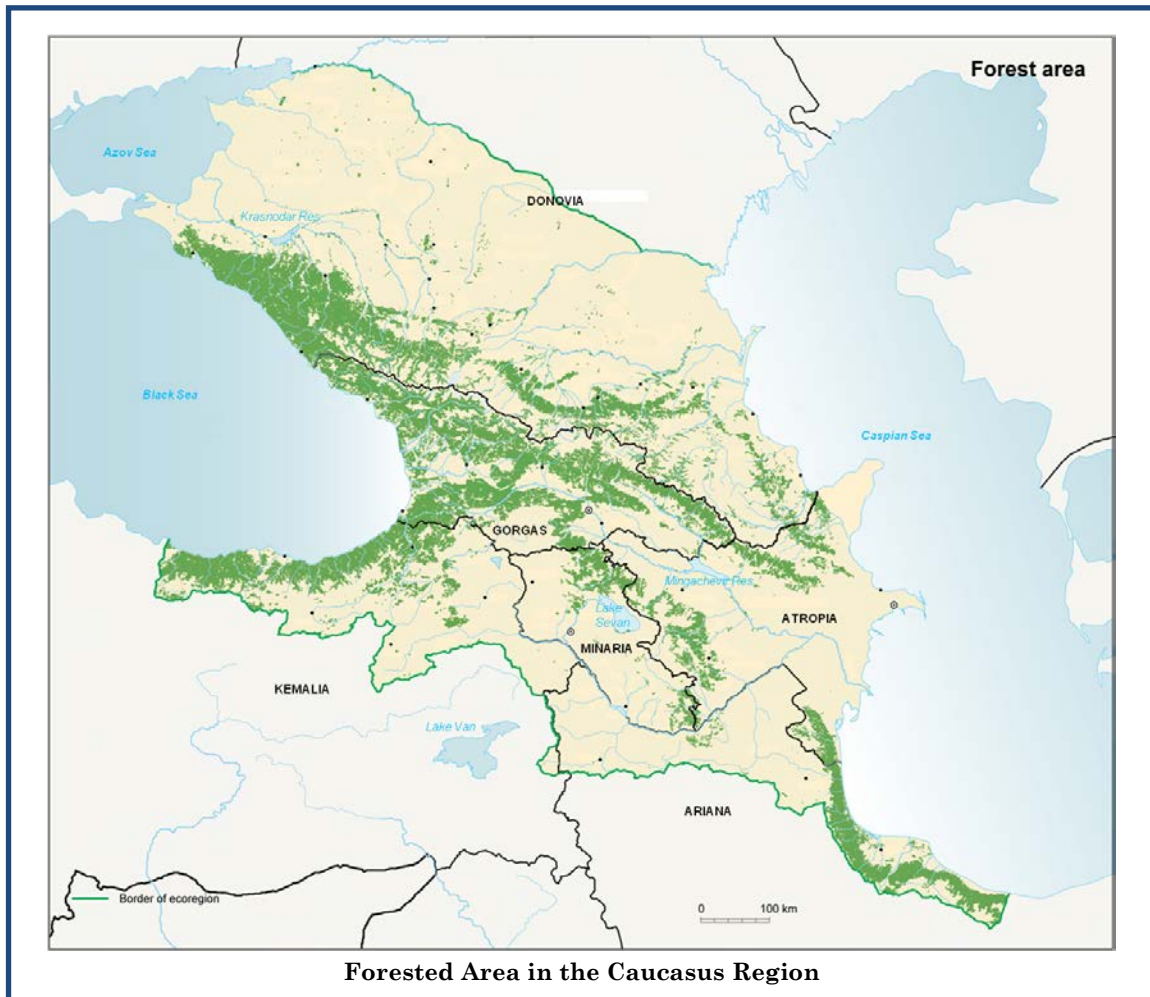 Forest area
Azov Sea
DONOVIA
Krasnodar Res.
Black Sea
Caspian Sea
GORGAS
Mingachevir Res.
Lake
Sevan
ATROPIA
MINARIA
KEMALIA
Lake Van
ARIANA
Border of ecoregion
0 100 km
Forested Area in the Caucasus Region